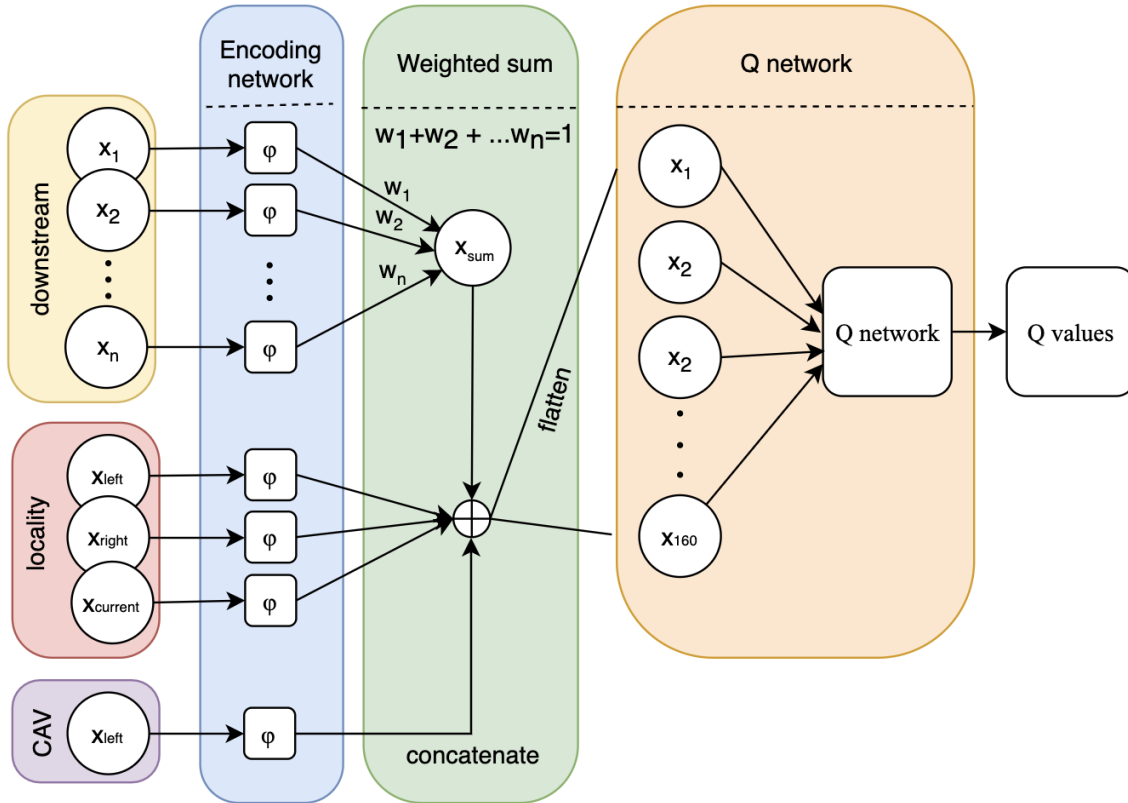 Encoding
network
Weighted sum
Q network
w1+w2 + ...wn=1
downstream
x1
x2
xn
φ
φ
φ
w1
w2
wn
xsum
locality
xleft
xright
xcurrent
φ
φ
φ
CAV
xleft
φ
concatenate
flatten
x1
x2
x2
x160
Q network
Q values